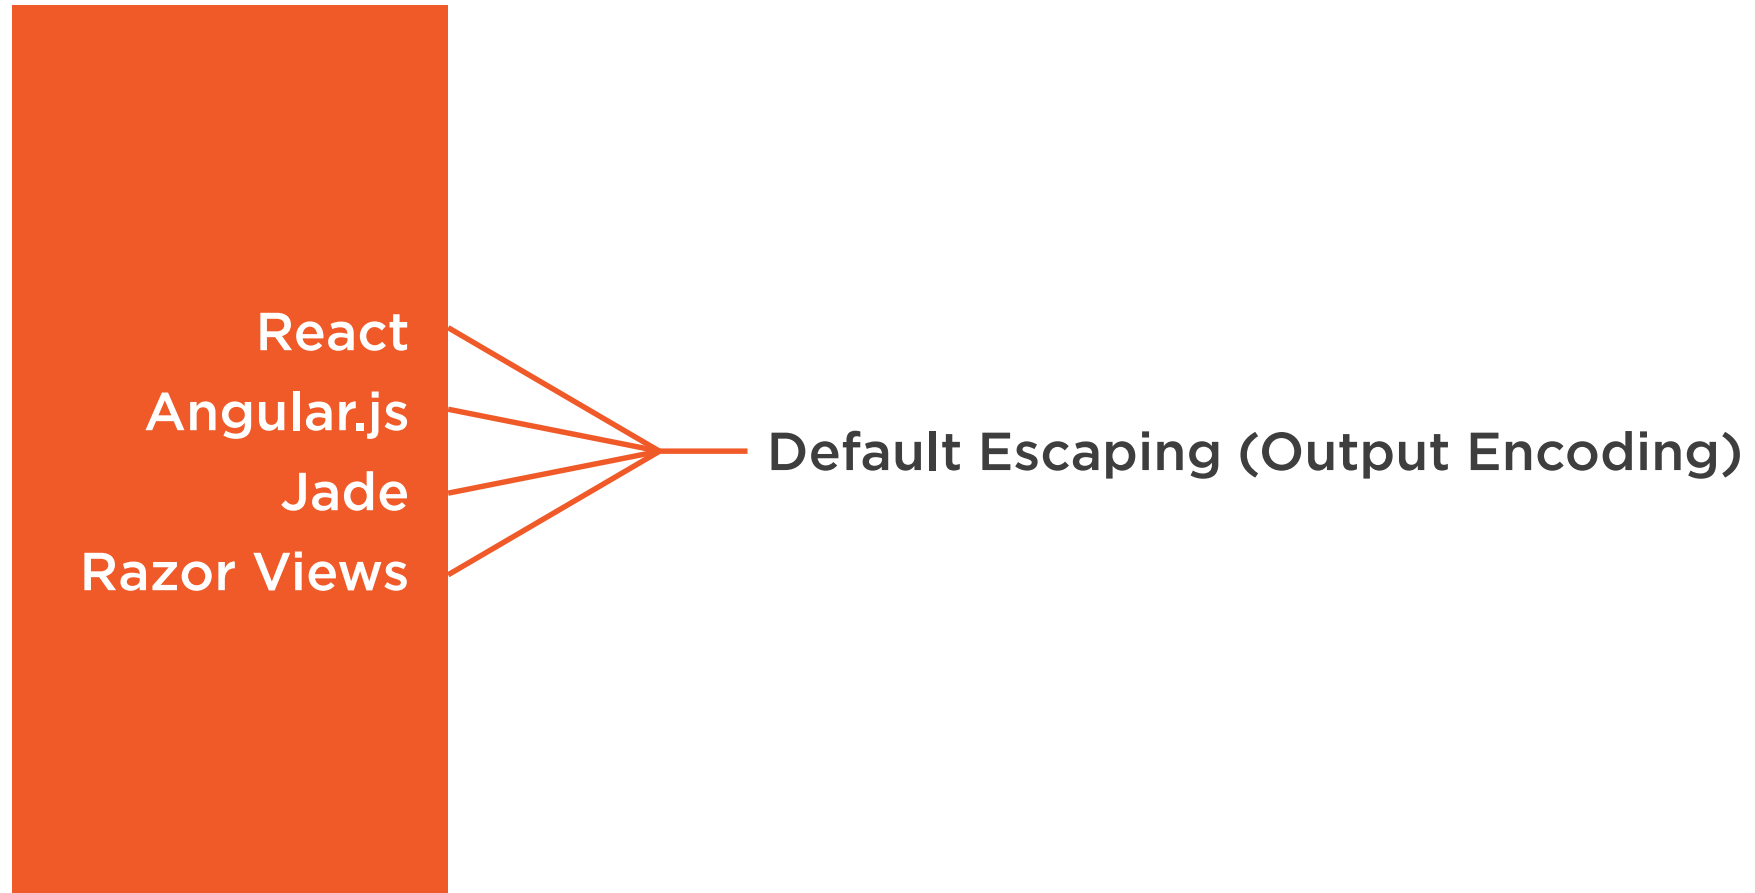 React
Angular.js
Jade
Razor Views
Default Escaping (Output Encoding)